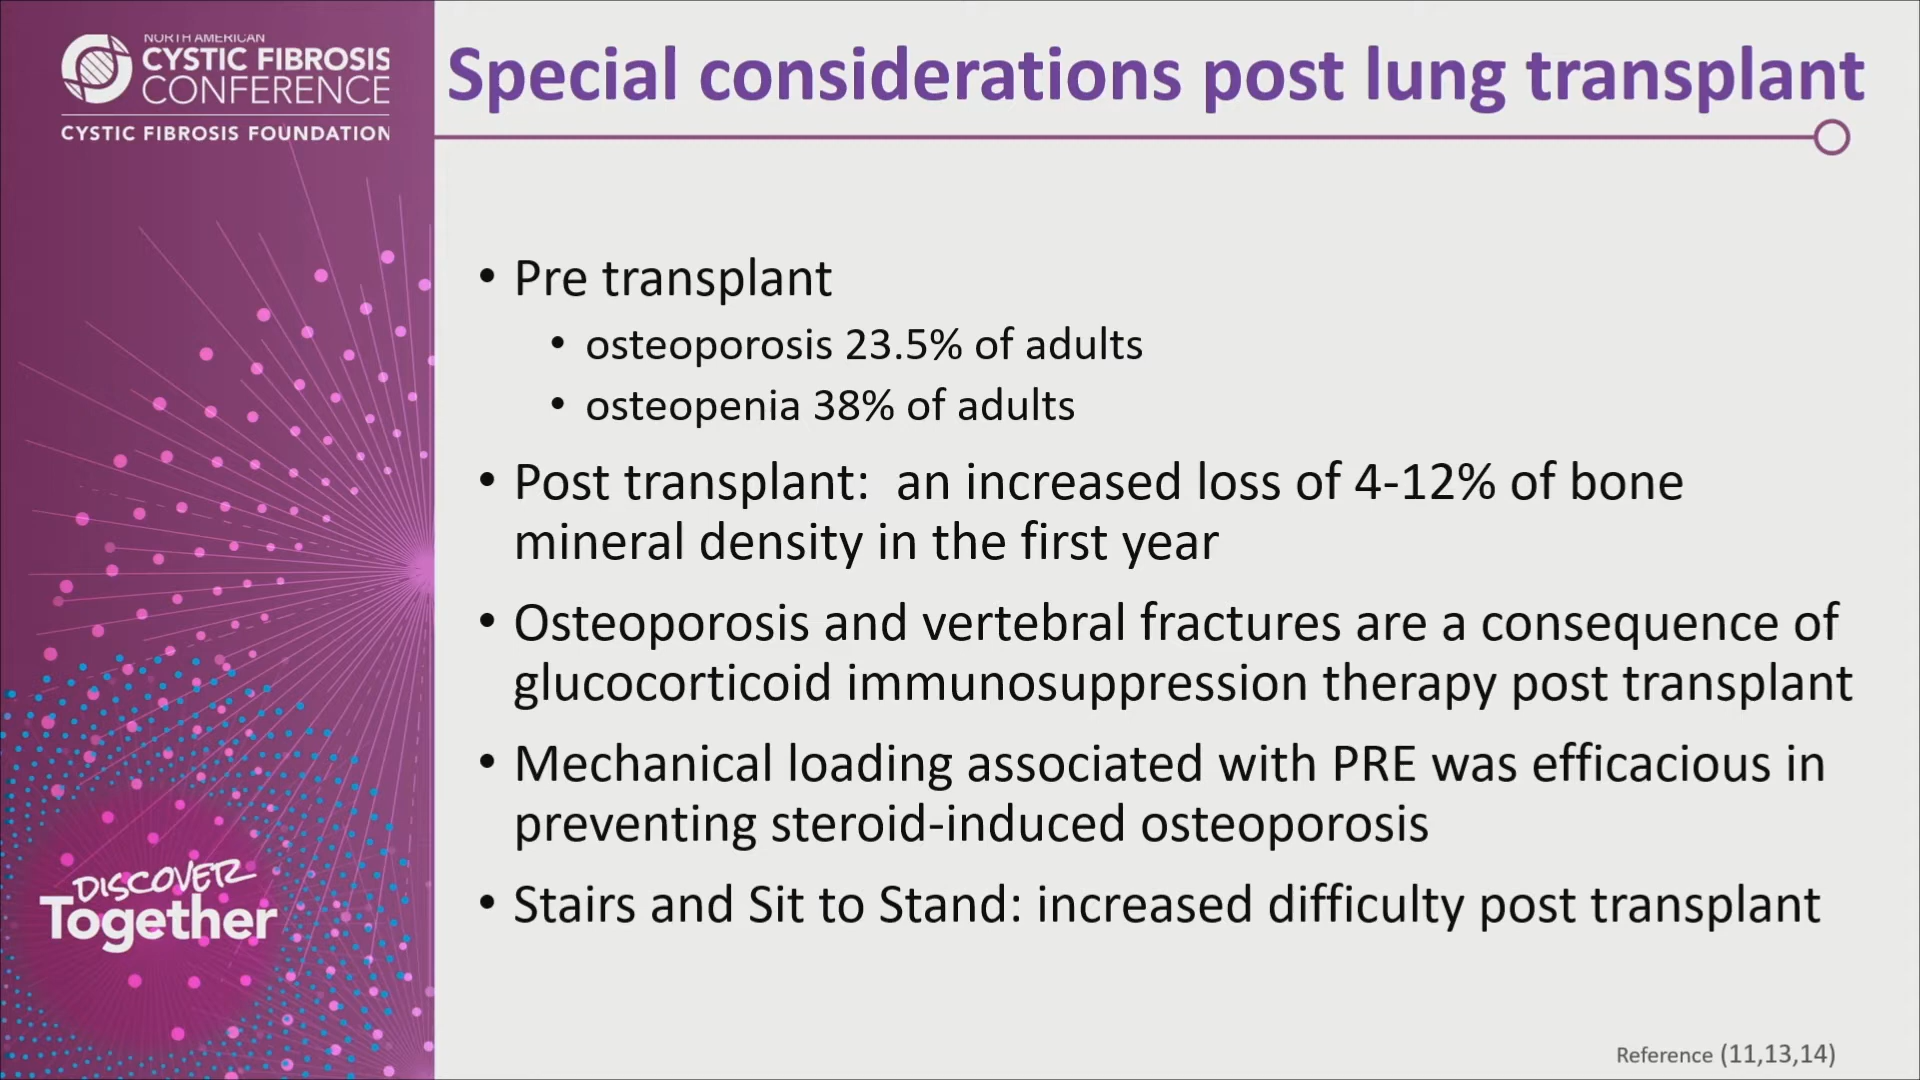 NORTH AMERICAN
CYSTIC FIBROSIS
CONFERENCE
CYSTIC FIBROSIS FOUNDATION
Special considerations post lung transplant
• Pre transplant
• osteoporosis 23.5% of adults
• osteopenia 38% of adults
• Post transplant:  an increased loss of 4-12% of bone
mineral density in the first year
• Osteoporosis and vertebral fractures are a consequence of
glucocorticoid immunosuppression therapy post transplant
• Mechanical loading associated with PRE was efficacious in
preventing steroid-induced osteoporosis
• Stairs and Sit to Stand: increased difficulty post transplant
DISCOVER
Together
Reference (11,13,14)